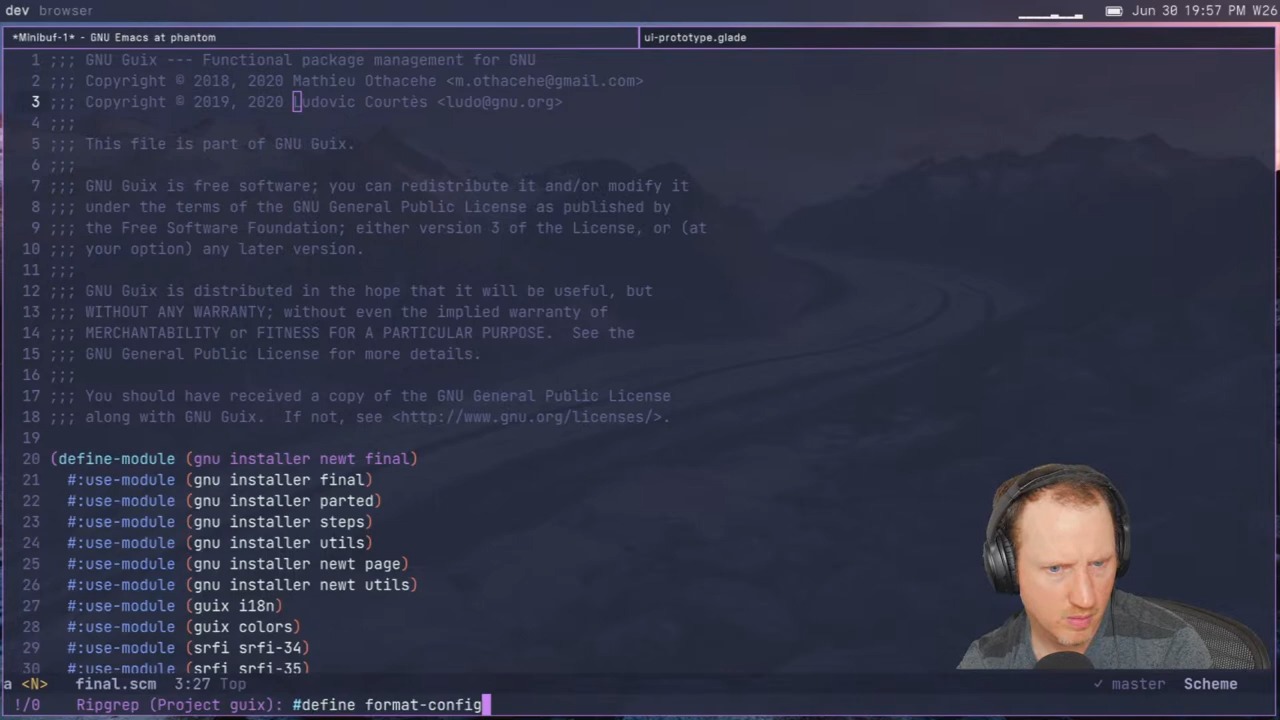 dev browser
Jun 30 19:57 W26
*Minibuf-1* - GNU Emacs at phantom
ui-prototype.glade
1 ;;; GNU Guix --- Functional package management for GNU
2 ;;; Copyright © 2018, 2020 Mathieu Othacehe <m.othacehe@gmail.com>
3 ;;; Copyright © 2019, 2020 Ludovic Courtès <ludo@gnu.org>
4 ;;;
5 ;;; This file is part of GNU Guix.
6 ;;;
7 ;;; GNU Guix is free software; you can redistribute it and/or modify it
8 ;;; under the terms of the GNU General Public License as published by
9 ;;; the Free Software Foundation; either version 3 of the License, or (at
10 ;;; your option) any later version.
11 ;;;
12 ;;; GNU Guix is distributed in the hope that it will be useful, but
13 ;;; WITHOUT ANY WARRANTY; without even the implied warranty of
14 ;;; MERCHANTABILITY or FITNESS FOR A PARTICULAR PURPOSE.  See the
15 ;;; GNU General Public License for more details.
16 ;;;
17 ;;; You should have received a copy of the GNU General Public License
18 ;;; along with GNU Guix.  If not, see <http://www.gnu.org/licenses/>.
19
20 (define-module (gnu installer newt final)
21   #:use-module (gnu installer final)
22   #:use-module (gnu installer parted)
23   #:use-module (gnu installer steps)
24   #:use-module (gnu installer utils)
25   #:use-module (gnu installer newt page)
26   #:use-module (gnu installer newt utils)
27   #:use-module (guix i18n)
28   #:use-module (guix colors)
29   #:use-module (srfi srfi-34)
30   #:use-module (srfi srfi-35)
a <N> final.scm 3:27 Top ✓ master Scheme
!/0 Ripgrep (Project guix): #define format-config